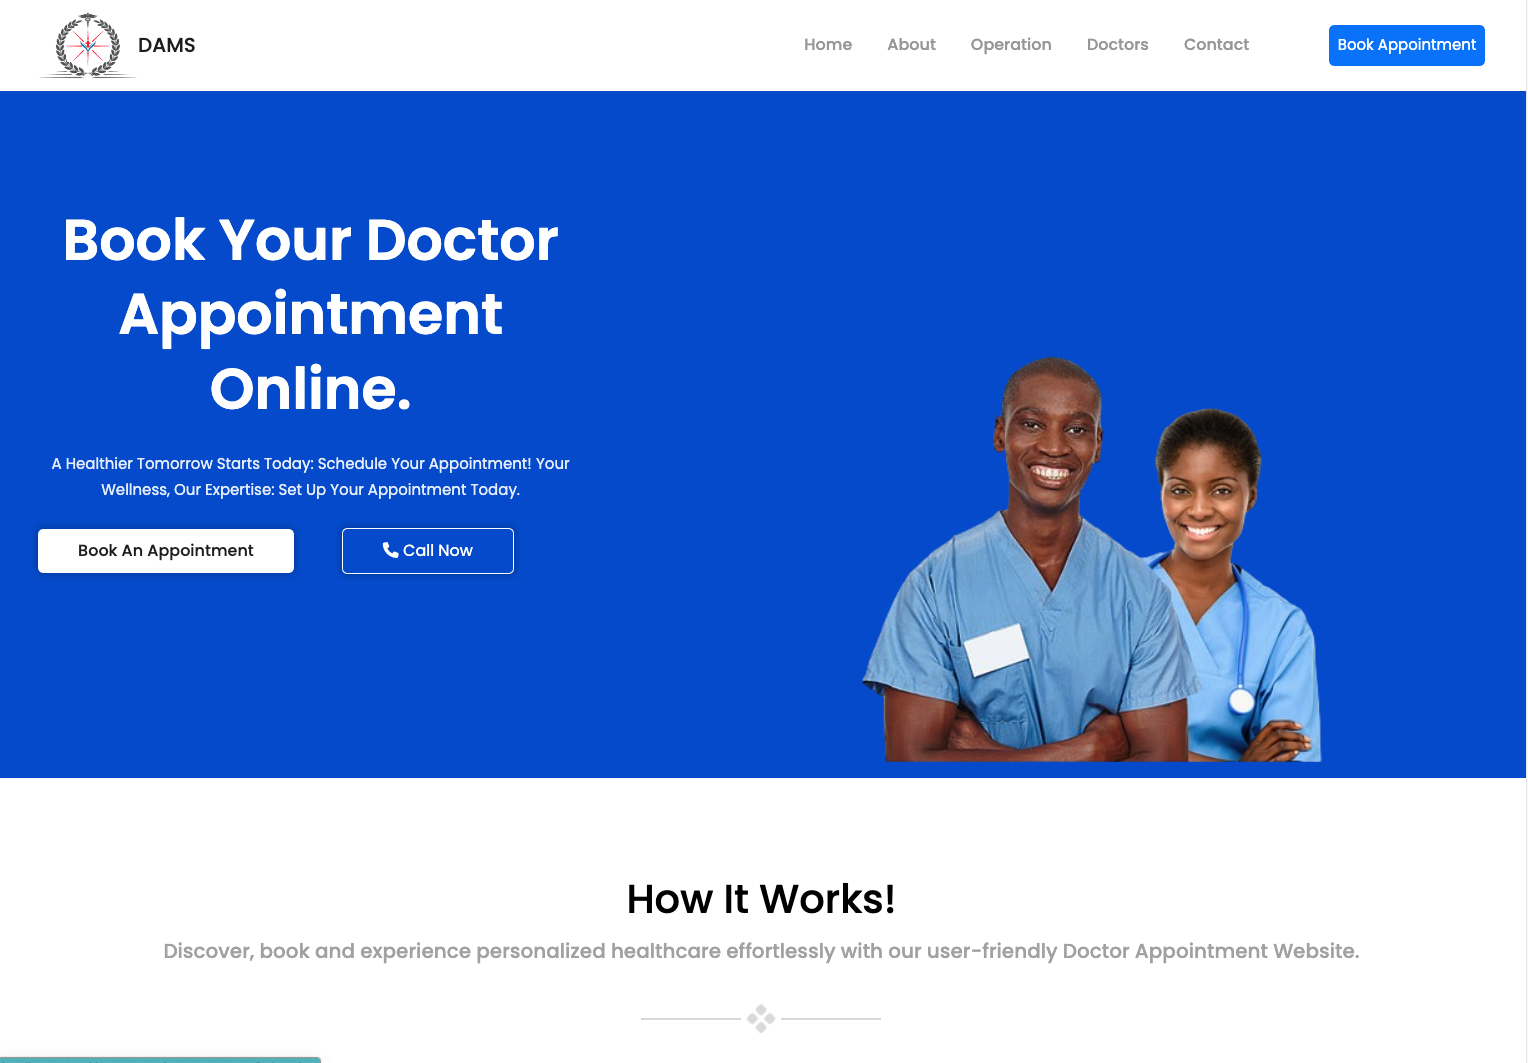 DAMS
Home About Operation Doctors Contact Book Appointment
Book Your Doctor
Appointment
Online.
A Healthier Tomorrow Starts Today: Schedule Your Appointment! Your
Wellness, Our Expertise: Set Up Your Appointment Today.
Book An Appointment Call Now
How It Works!
Discover, book and experience personalized healthcare effortlessly with our user-friendly Doctor Appointment Website.